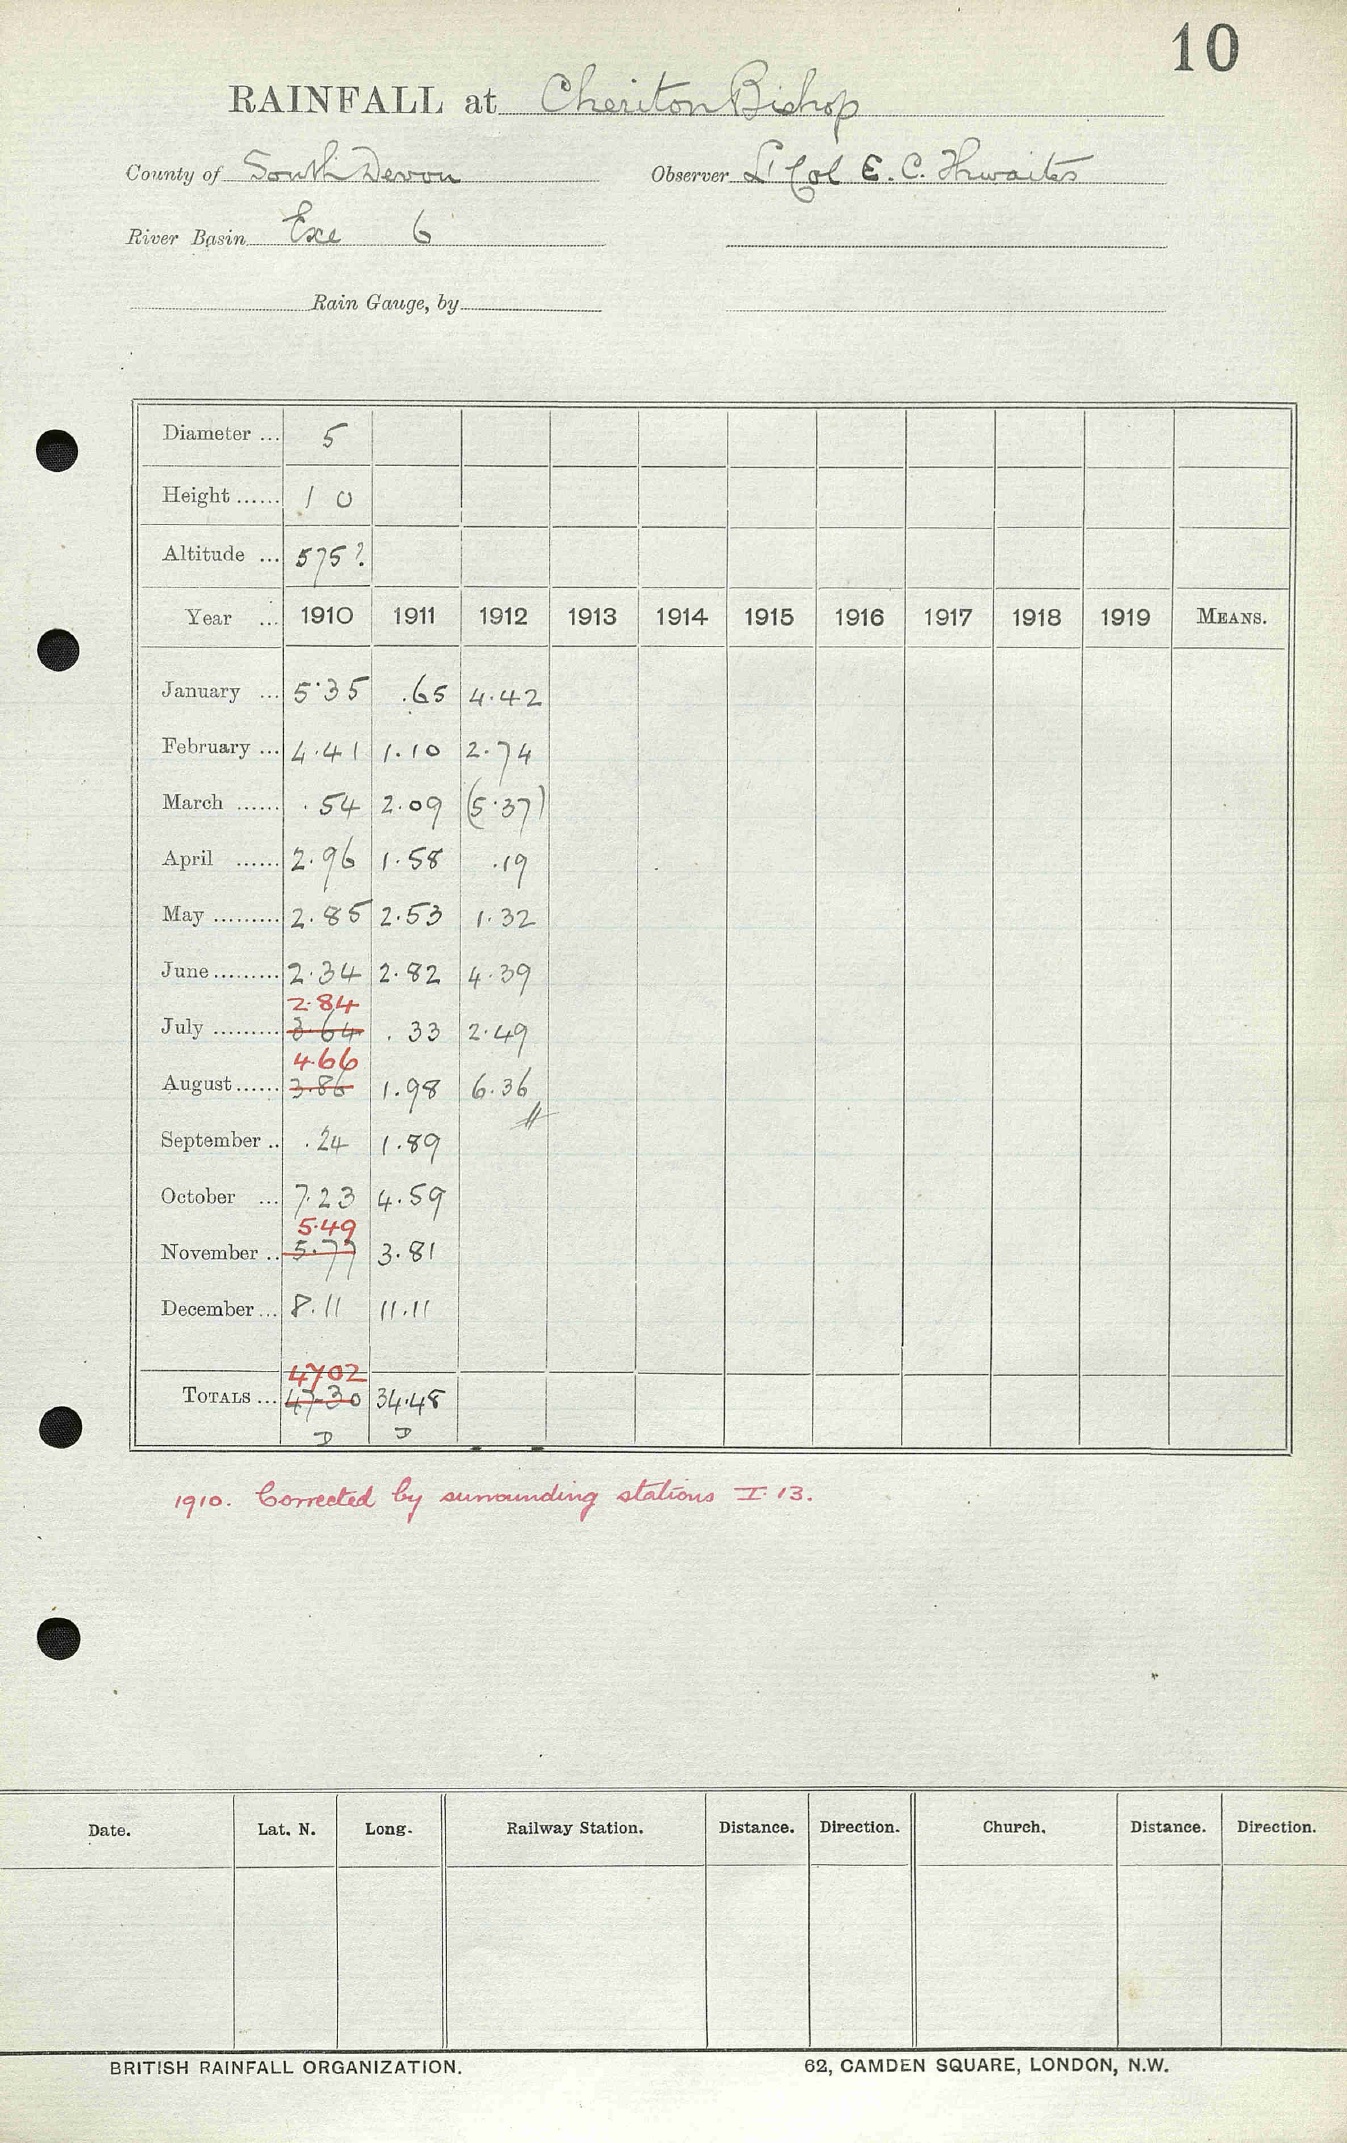 10
RAINFALL at Cheriton Bishop
County of South Devon Observer Lt Col E. C. Thwaites
River Basin Exe 6
Rain Gauge, by
Diameter ... 5
Height ...... 1 0
Altitude ... 575?
Year ... 1910 1911 1912 1913 1914 1915 1916 1917 1918 1919 MEANS.
January ... 5.35 .65 4.42
February ... 4.41 1.10 2.74
March ...... .54 2.09 (5.37)
April ...... 2.96 1.58 .19
May ......... 2.85 2.53 1.32
June ......... 2.34 2.82 4.39
2.84
July ......... 3.64 .33 2.49
4.66
August ...... 3.86 1.98 6.36
September .. .24 1.89
October ... 7.23 4.59
5.49
November .. 5.77 3.81
December ... 8.11 11.11
4702
TOTALS ... 47.30 34.48
D D
1910. Corrected by surrounding stations I. 13.
Date. Lat. N. Long. Railway Station. Distance. Direction. Church. Distance. Direction.
BRITISH RAINFALL ORGANIZATION. 62, CAMDEN SQUARE, LONDON, N.W.